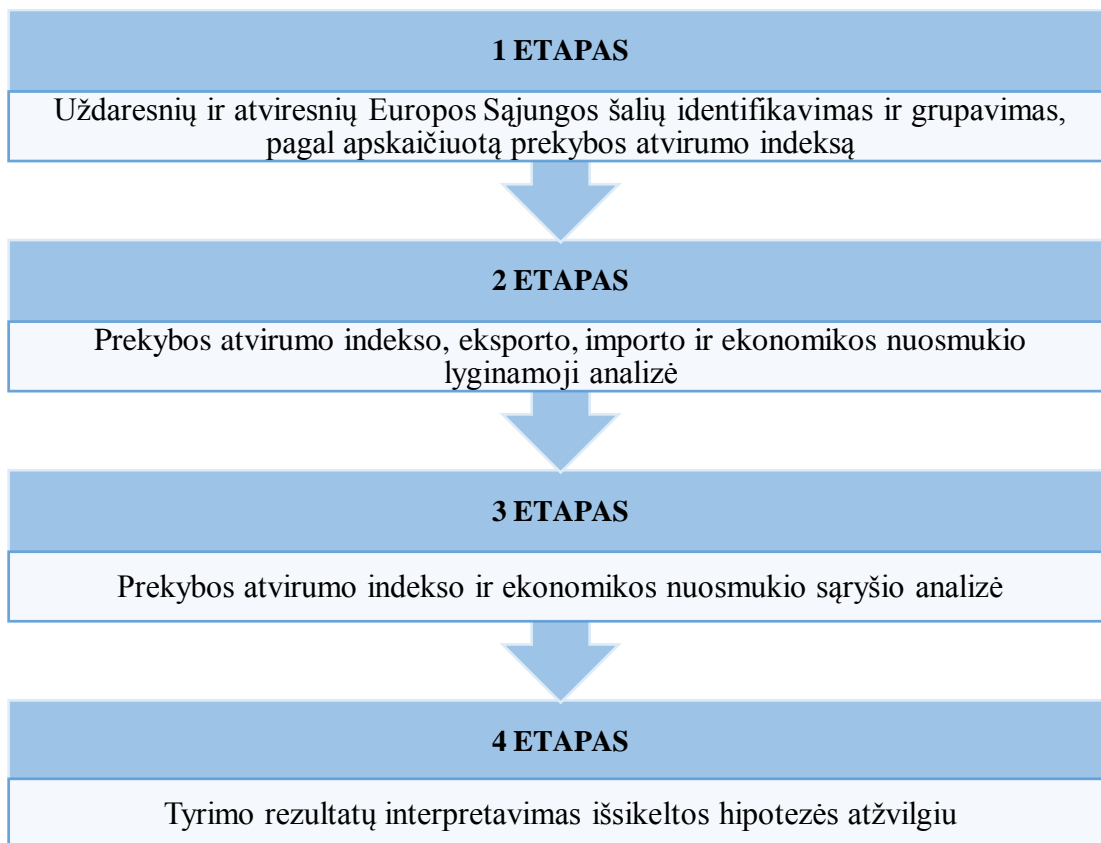 1 ETAPAS
Uždaresnių ir atviresnių Europos Sąjungos šalių identifikavimas ir grupavimas,
pagal apskaičiuotą prekybos atvirumo indeksą
2 ETAPAS
Prekybos atvirumo indekso, eksporto, importo ir ekonomikos nuosmukio
lyginamoji analizė
3 ETAPAS
Prekybos atvirumo indekso ir ekonomikos nuosmukio sąryšio analizė
4 ETAPAS
Tyrimo rezultatų interpretavimas išsikeltos hipotezės atžvilgiu